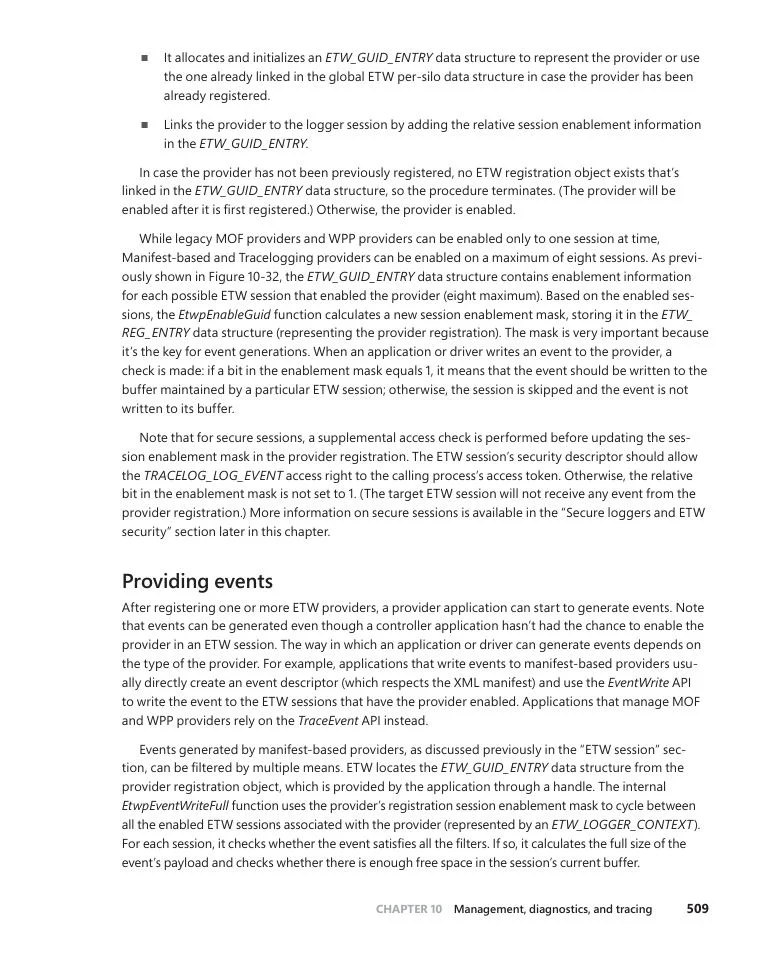 ■ It allocates and initializes an ETW_GUID_ENTRY data structure to represent the provider or use
the one already linked in the global ETW per-silo data structure in case the provider has been
already registered.
■ Links the provider to the logger session by adding the relative session enablement information
in the ETW_GUID_ENTRY.
In case the provider has not been previously registered, no ETW registration object exists that's
linked in the ETW_GUID_ENTRY data structure, so the procedure terminates. (The provider will be
enabled after it is first registered.) Otherwise, the provider is enabled.
While legacy MOF providers and WPP providers can be enabled only to one session at time,
Manifest-based and Tracelogging providers can be enabled on a maximum of eight sessions. As previ-
ously shown in Figure 10-32, the ETW_GUID_ENTRY data structure contains enablement information
for each possible ETW session that enabled the provider (eight maximum). Based on the enabled ses-
sions, the EtwpEnableGuid function calculates a new session enablement mask, storing it in the ETW_
REG_ENTRY data structure (representing the provider registration). The mask is very important because
it's the key for event generations. When an application or driver writes an event to the provider, a
check is made: if a bit in the enablement mask equals 1, it means that the event should be written to the
buffer maintained by a particular ETW session; otherwise, the session is skipped and the event is not
written to its buffer.
Note that for secure sessions, a supplemental access check is performed before updating the ses-
sion enablement mask in the provider registration. The ETW session's security descriptor should allow
the TRACELOG_LOG_EVENT access right to the calling process's access token. Otherwise, the relative
bit in the enablement mask is not set to 1. (The target ETW session will not receive any event from the
provider registration.) More information on secure sessions is available in the "Secure loggers and ETW
security" section later in this chapter.
Providing events
After registering one or more ETW providers, a provider application can start to generate events. Note
that events can be generated even though a controller application hasn't had the chance to enable the
provider in an ETW session. The way in which an application or driver can generate events depends on
the type of the provider. For example, applications that write events to manifest-based providers usu-
ally directly create an event descriptor (which respects the XML manifest) and use the EventWrite API
to write the event to the ETW sessions that have the provider enabled. Applications that manage MOF
and WPP providers rely on the TraceEvent API instead.
Events generated by manifest-based providers, as discussed previously in the "ETW session" sec-
tion, can be filtered by multiple means. ETW locates the ETW_GUID_ENTRY data structure from the
provider registration object, which is provided by the application through a handle. The internal
EtwpEventWriteFull function uses the provider's registration session enablement mask to cycle between
all the enabled ETW sessions associated with the provider (represented by an ETW_LOGGER_CONTEXT).
For each session, it checks whether the event satisfies all the filters. If so, it calculates the full size of the
event's payload and checks whether there is enough free space in the session's current buffer.
CHAPTER 10 Management, diagnostics, and tracing 509